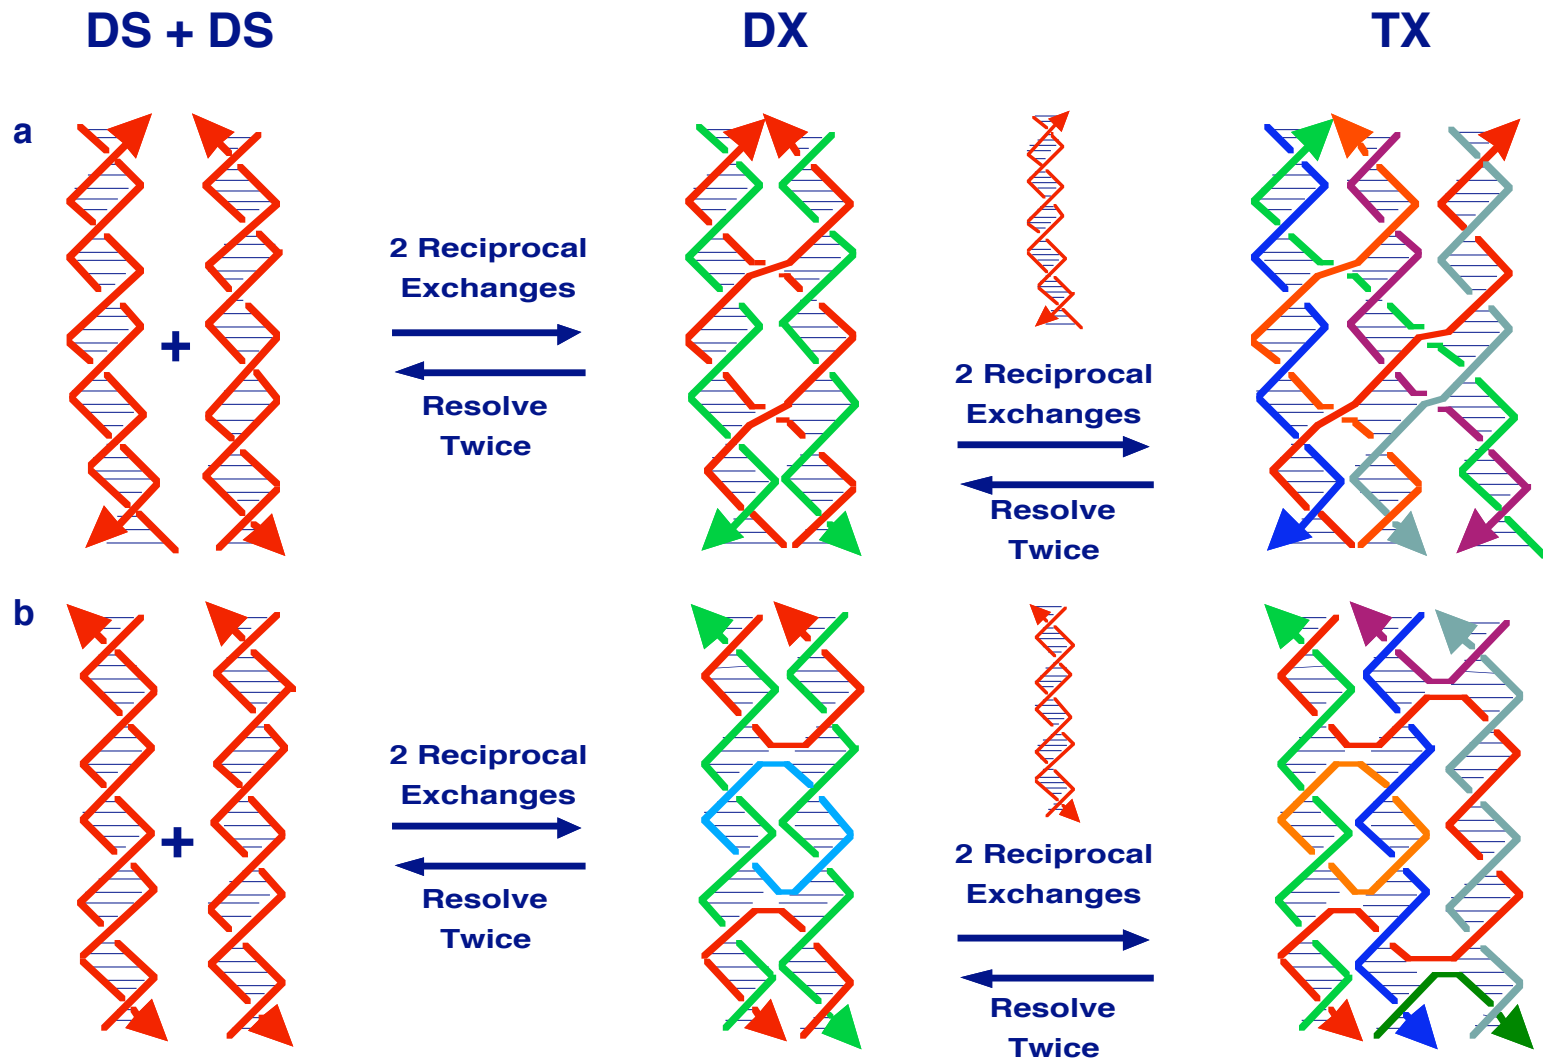 DS + DS
DX
TX
a
+
2 Reciprocal
Exchanges
Resolve
Twice
2 Reciprocal
Exchanges
Resolve
Twice
b
+
2 Reciprocal
Exchanges
Resolve
Twice
2 Reciprocal
Exchanges
Resolve
Twice